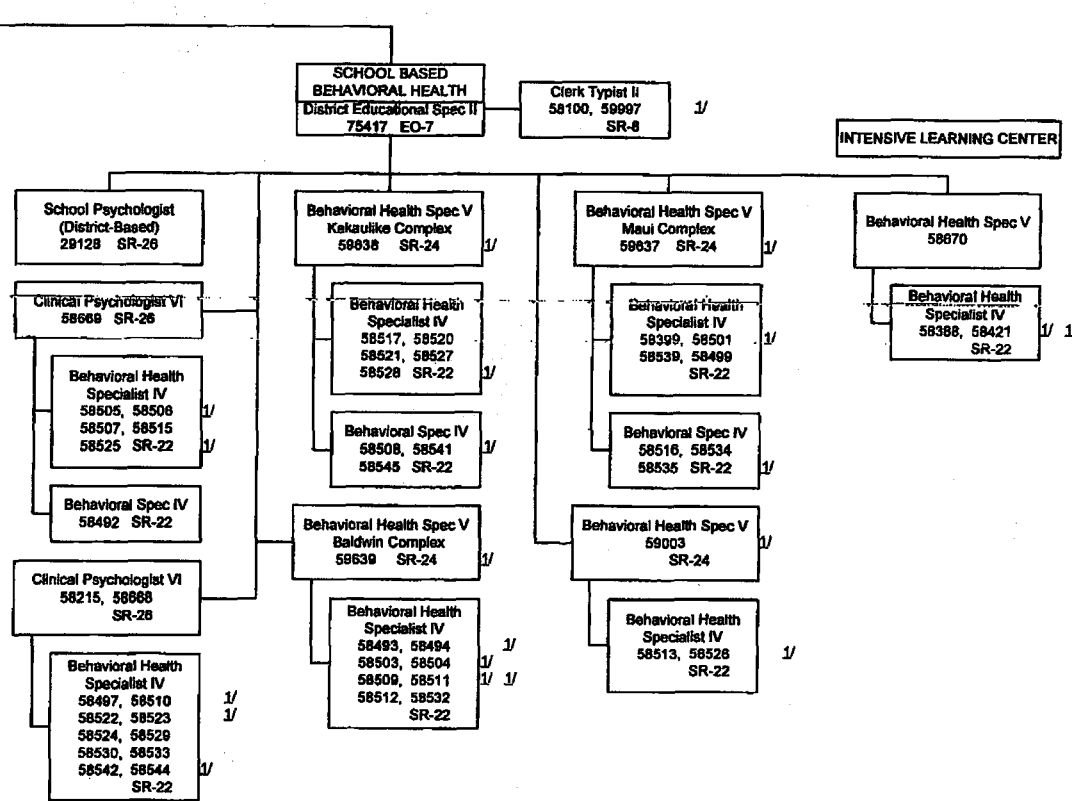 SCHOOL BASED
BEHAVIORAL HEALTH
District Educational Spec II
75417 EO-7
Clerk Typist II
58100, 59997 1/
SR-8
INTENSIVE LEARNING CENTER
School Psychologist
(District-Based)
29128 SR-26
Behavioral Health Spec V
Kekaulike Complex
59638 SR-24 1/
Behavioral Health Spec V
Maui Complex
59637 SR-24 1/
Behavioral Health Spec V
58670
Clinical Psychologist VI
58669 SR-26
Behavioral Health
Specialist IV
58505, 58506 1/
58507, 58515
58525 SR-22 1/
Behavioral Spec IV
58492 SR-22
Behavioral Health
Specialist IV
58517, 58520
58521, 58527
58528 SR-22 1/
Behavioral Spec IV
58508, 58541 1/
58545 SR-22
Behavioral Health
Specialist IV
58399, 58501 1/
58539, 58499
SR-22
Behavioral Spec IV
58516, 58534
58535 SR-22 1/
Behavioral Health
Specialist IV
58388, 58421 1/ 1
SR-22
Clinical Psychologist VI
58215, 58668
SR-26
Behavioral Health
Specialist IV
58497, 58510 1/
58522, 58523 1/
58524, 58529
58530, 58533
58542, 58544 1/
SR-22
Behavioral Health Spec V
Baldwin Complex
59639 SR-24 1/
Behavioral Health
Specialist IV
58493, 58494 1/
58503, 58504 1/
58509, 58511 1/ 1/
58512, 58532
SR-22
Behavioral Health Spec V
59003 1/
SR-24
Behavioral Health
Specialist IV
58513, 58526 1/
SR-22